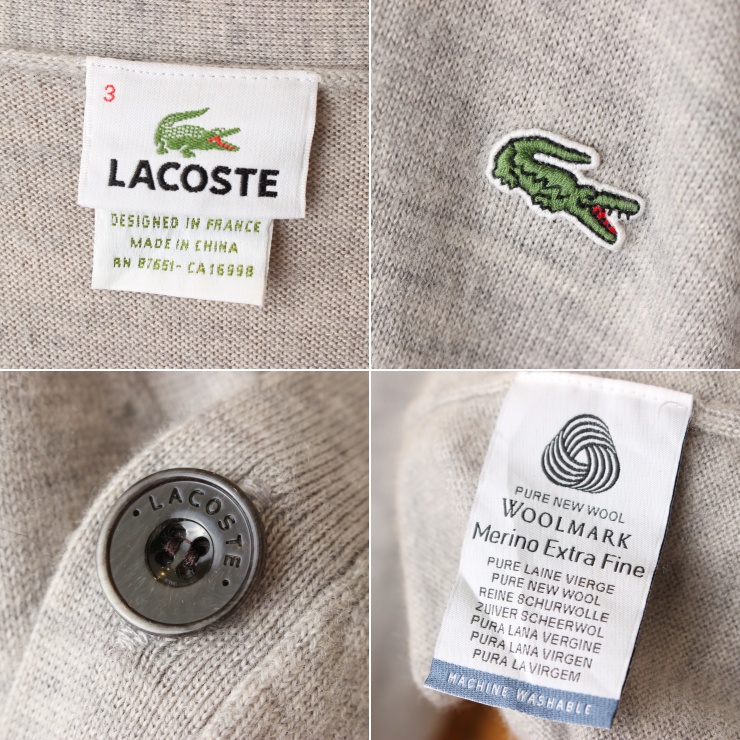 3
LACOSTE
DESIGNED IN FRANCE
MADE IN CHINA
RN 87651- CA16998
LACOSTE
PURE NEW WOOL
WOOLMARK
Merino Extra Fine
PURE LAINE VIERGE
PURE NEW WOOL
REINE SCHURWOLLE
ZUIVER SCHEERWOL
PURA LANA VERGINE
PURA LANA VIRGEN
PURA LA VIRGEM
MACHINE WASHABLE